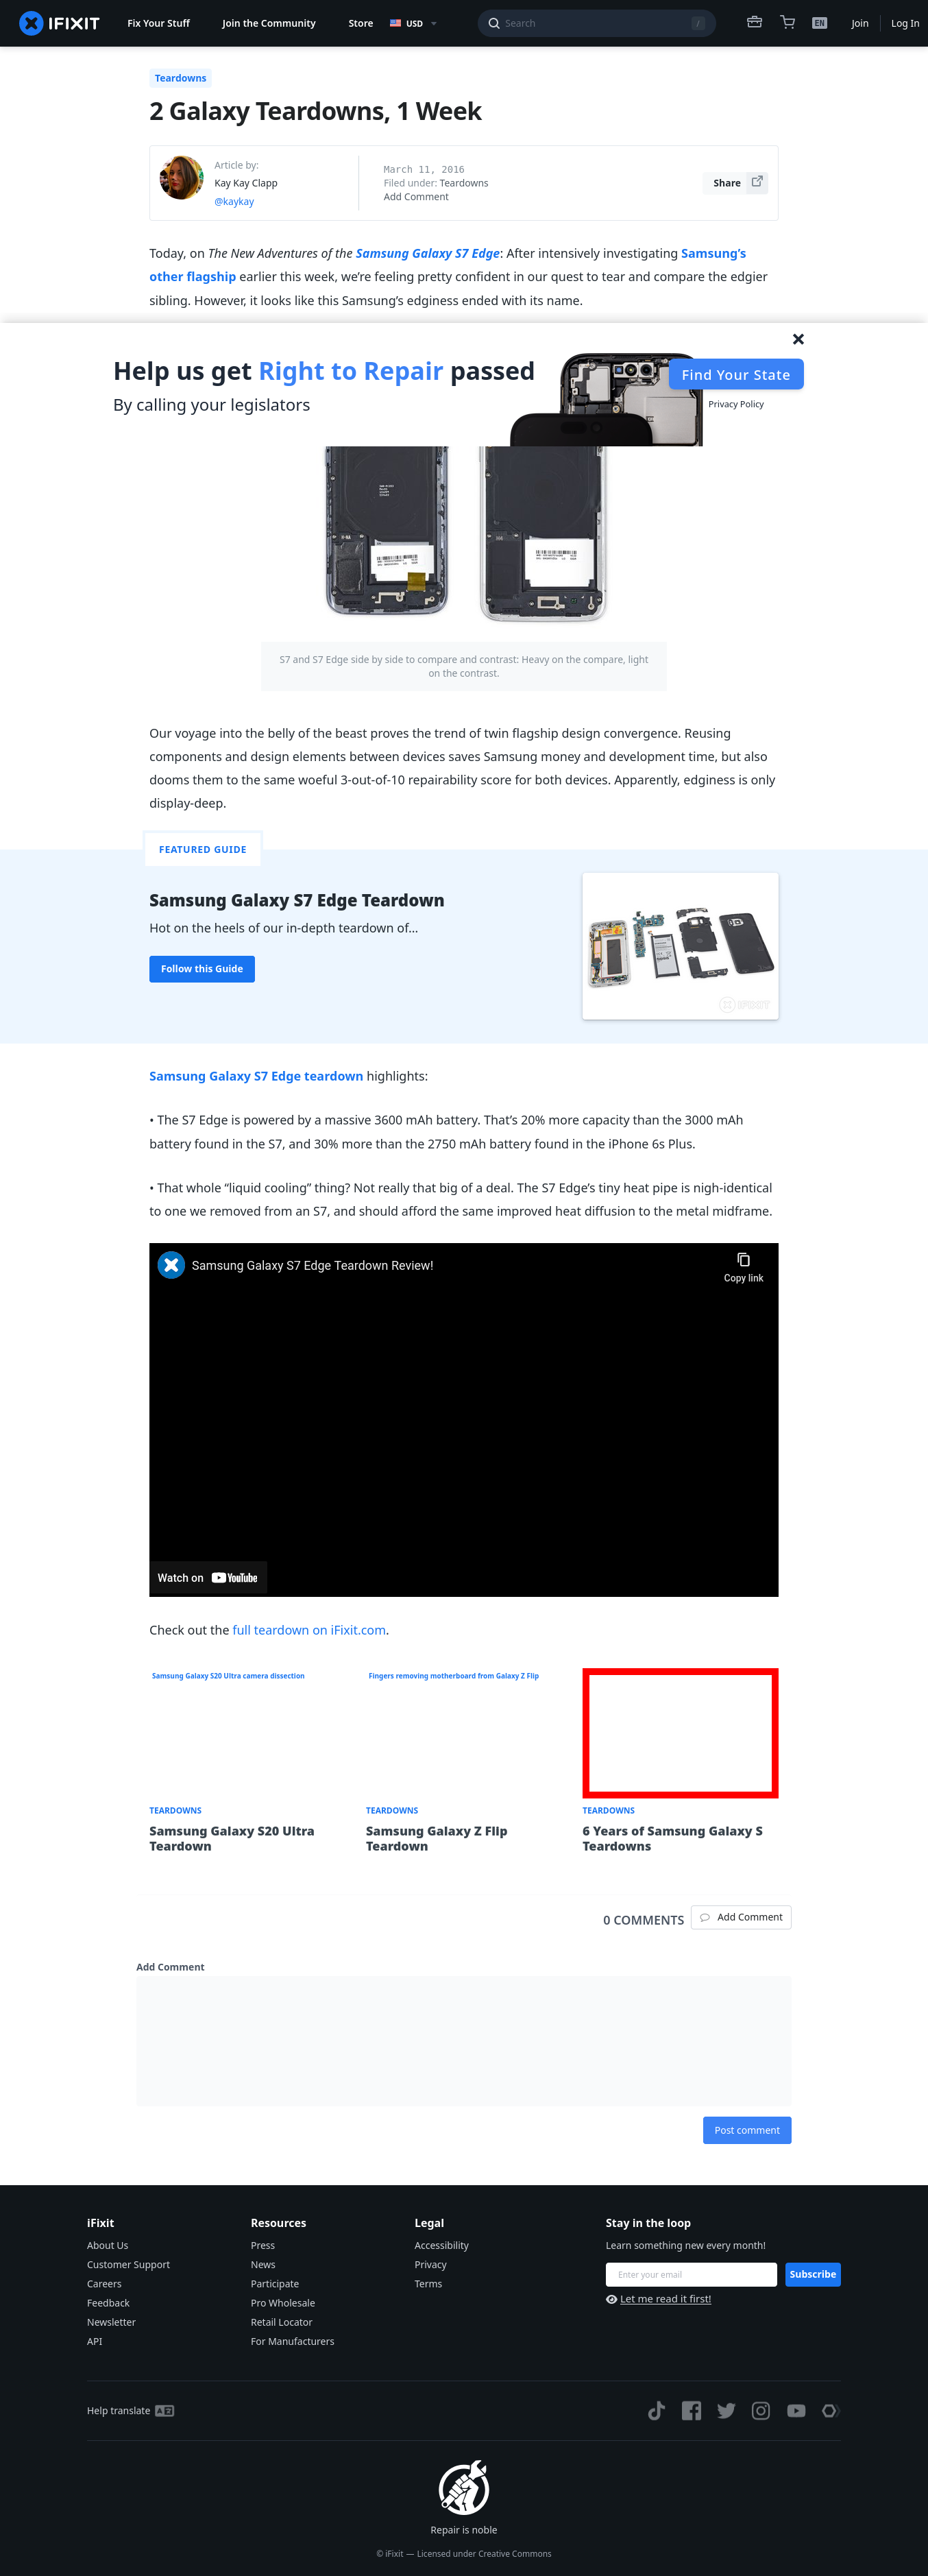 IFIXIT
Fix Your Stuff
Join the Community
Store
USD
Search
/
EN
Join
Log In
Teardowns
2 Galaxy Teardowns, 1 Week
Article by:
Kay Kay Clapp
@kaykay
March 11, 2016
Filed under: Teardowns
Add Comment
Share
Today, on The New Adventures of the Samsung Galaxy S7 Edge: After intensively investigating Samsung’s
other flagship earlier this week, we’re feeling pretty confident in our quest to tear and compare the edgier
sibling. However, it looks like this Samsung’s edginess ended with its name.
Help us get Right to Repair passed
By calling your legislators
Find Your State
Privacy Policy
S7 and S7 Edge side by side to compare and contrast: Heavy on the compare, light
on the contrast.
Our voyage into the belly of the beast proves the trend of twin flagship design convergence. Reusing
components and design elements between devices saves Samsung money and development time, but also
dooms them to the same woeful 3-out-of-10 repairability score for both devices. Apparently, edginess is only
display-deep.
FEATURED GUIDE
Samsung Galaxy S7 Edge Teardown
Hot on the heels of our in-depth teardown of...
Follow this Guide
IFIXIT
Samsung Galaxy S7 Edge teardown highlights:
• The S7 Edge is powered by a massive 3600 mAh battery. That’s 20% more capacity than the 3000 mAh
battery found in the S7, and 30% more than the 2750 mAh battery found in the iPhone 6s Plus.
• That whole “liquid cooling” thing? Not really that big of a deal. The S7 Edge’s tiny heat pipe is nigh-identical
to one we removed from an S7, and should afford the same improved heat diffusion to the metal midframe.
Samsung Galaxy S7 Edge Teardown Review!
Copy link
Watch on YouTube
Check out the full teardown on iFixit.com.
Samsung Galaxy S20 Ultra camera dissection
Fingers removing motherboard from Galaxy Z Flip
TEARDOWNS
Samsung Galaxy S20 Ultra
Teardown
TEARDOWNS
Samsung Galaxy Z Flip
Teardown
TEARDOWNS
6 Years of Samsung Galaxy S
Teardowns
0 COMMENTS
Add Comment
Add Comment
Post comment
iFixit
About Us
Customer Support
Careers
Feedback
Newsletter
API
Resources
Press
News
Participate
Pro Wholesale
Retail Locator
For Manufacturers
Legal
Accessibility
Privacy
Terms
Stay in the loop
Learn something new every month!
Enter your email
Subscribe
Let me read it first!
Help translate
Repair is noble
© iFixit — Licensed under Creative Commons